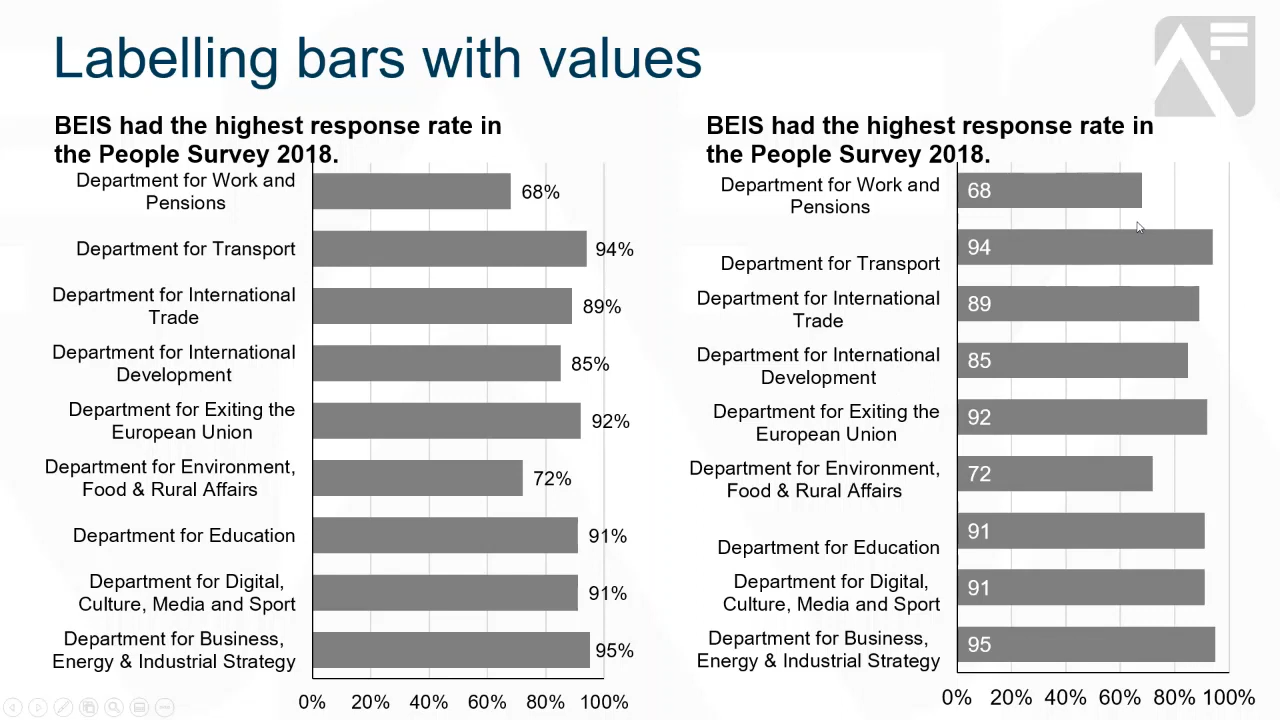 Labelling bars with values
BEIS had the highest response rate in
the People Survey 2018.
Department for Work and
Pensions
68%
Department for Transport
94%
Department for International
Trade
89%
Department for International
Development
85%
Department for Exiting the
European Union
92%
Department for Environment,
Food & Rural Affairs
72%
Department for Education
91%
Department for Digital,
Culture, Media and Sport
91%
Department for Business,
Energy & Industrial Strategy
95%
0% 20% 40% 60% 80% 100%
BEIS had the highest response rate in
the People Survey 2018.
Department for Work and
Pensions
68
Department for Transport
94
Department for International
Trade
89
Department for International
Development
85
Department for Exiting the
European Union
92
Department for Environment,
Food & Rural Affairs
72
Department for Education
91
Department for Digital,
Culture, Media and Sport
91
Department for Business,
Energy & Industrial Strategy
95
0% 20% 40% 60% 80% 100%